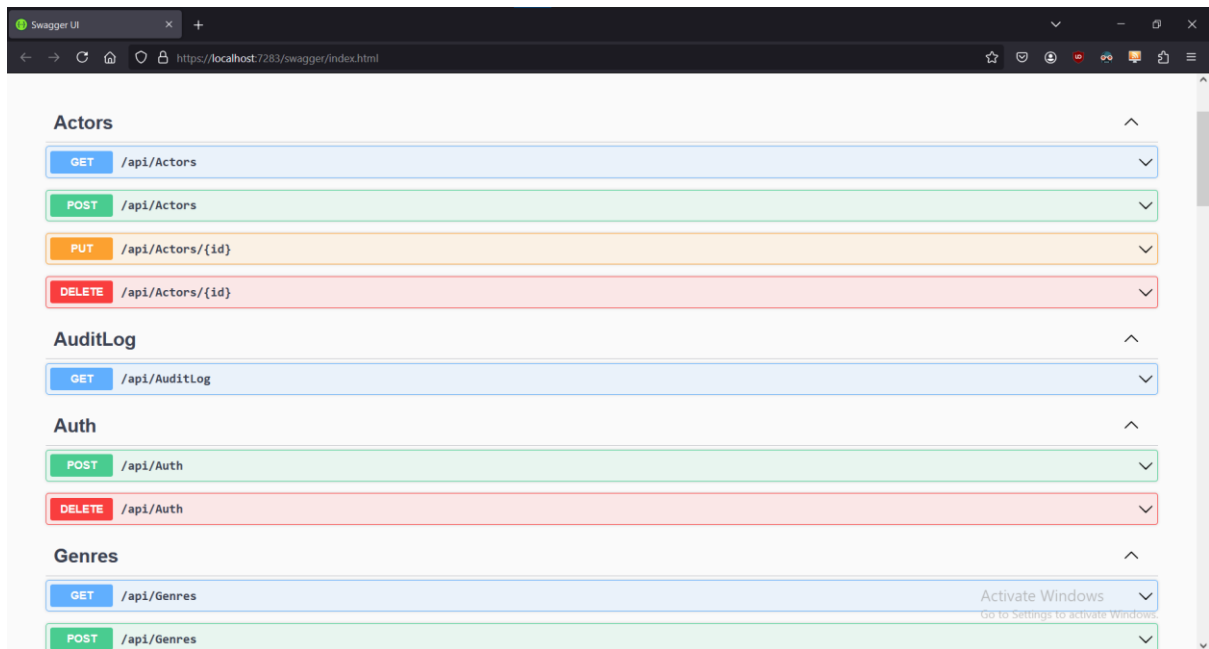 Swagger UI
https://localhost:7283/swagger/index.html
Actors
GET /api/Actors
POST /api/Actors
PUT /api/Actors/{id}
DELETE /api/Actors/{id}
AuditLog
GET /api/AuditLog
Auth
POST /api/Auth
DELETE /api/Auth
Genres
GET /api/Genres
Activate Windows
Go to Settings to activate Windows.
POST /api/Genres